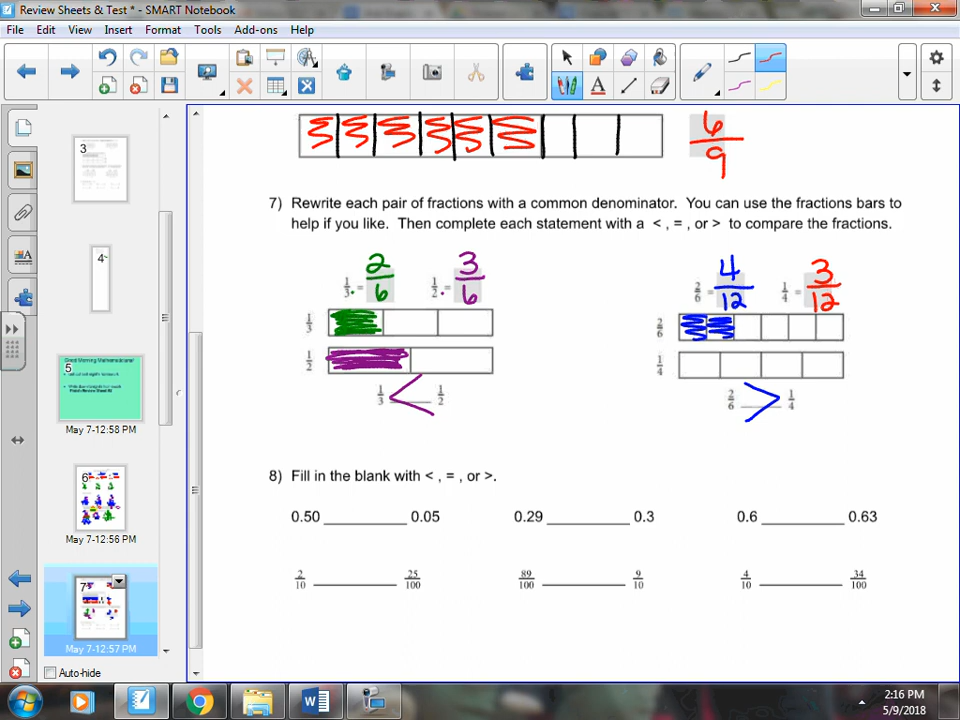 Review Sheets & Test * - SMART Notebook
File Edit View Insert Format Tools Add-ons Help
3
4
5
Good Morning Mathematicians!
May 7-12:58 PM
6
May 7-12:56 PM
7
May 7-12:57 PM
Auto-hide
6/9
7) Rewrite each pair of fractions with a common denominator. You can use the fractions bars to
help if you like. Then complete each statement with a < , = , or > to compare the fractions.
1/3 = 2/6 1/2 = 3/6 2/6 = 4/12 1/4 = 3/12
1/3 2/6
1/2 1/4
1/3 < 1/2 2/6 > 1/4
8) Fill in the blank with < , = , or >.
0.50 ________ 0.05 0.29 ________ 0.3 0.6 ________ 0.63
2/10 ________ 25/100 89/100 ________ 9/10 4/10 ________ 34/100
2:16 PM
5/9/2018